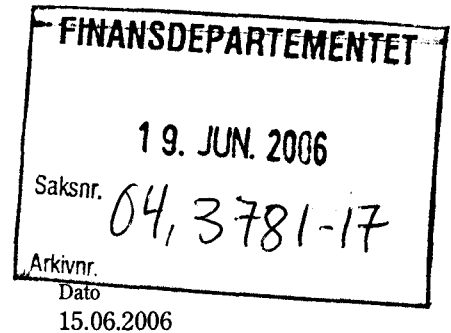 FINANSDEPARTEMENTET
19. JUN. 2006
Saksnr. 04, 3781-17
Arkivnr.
Dato
15.06.2006